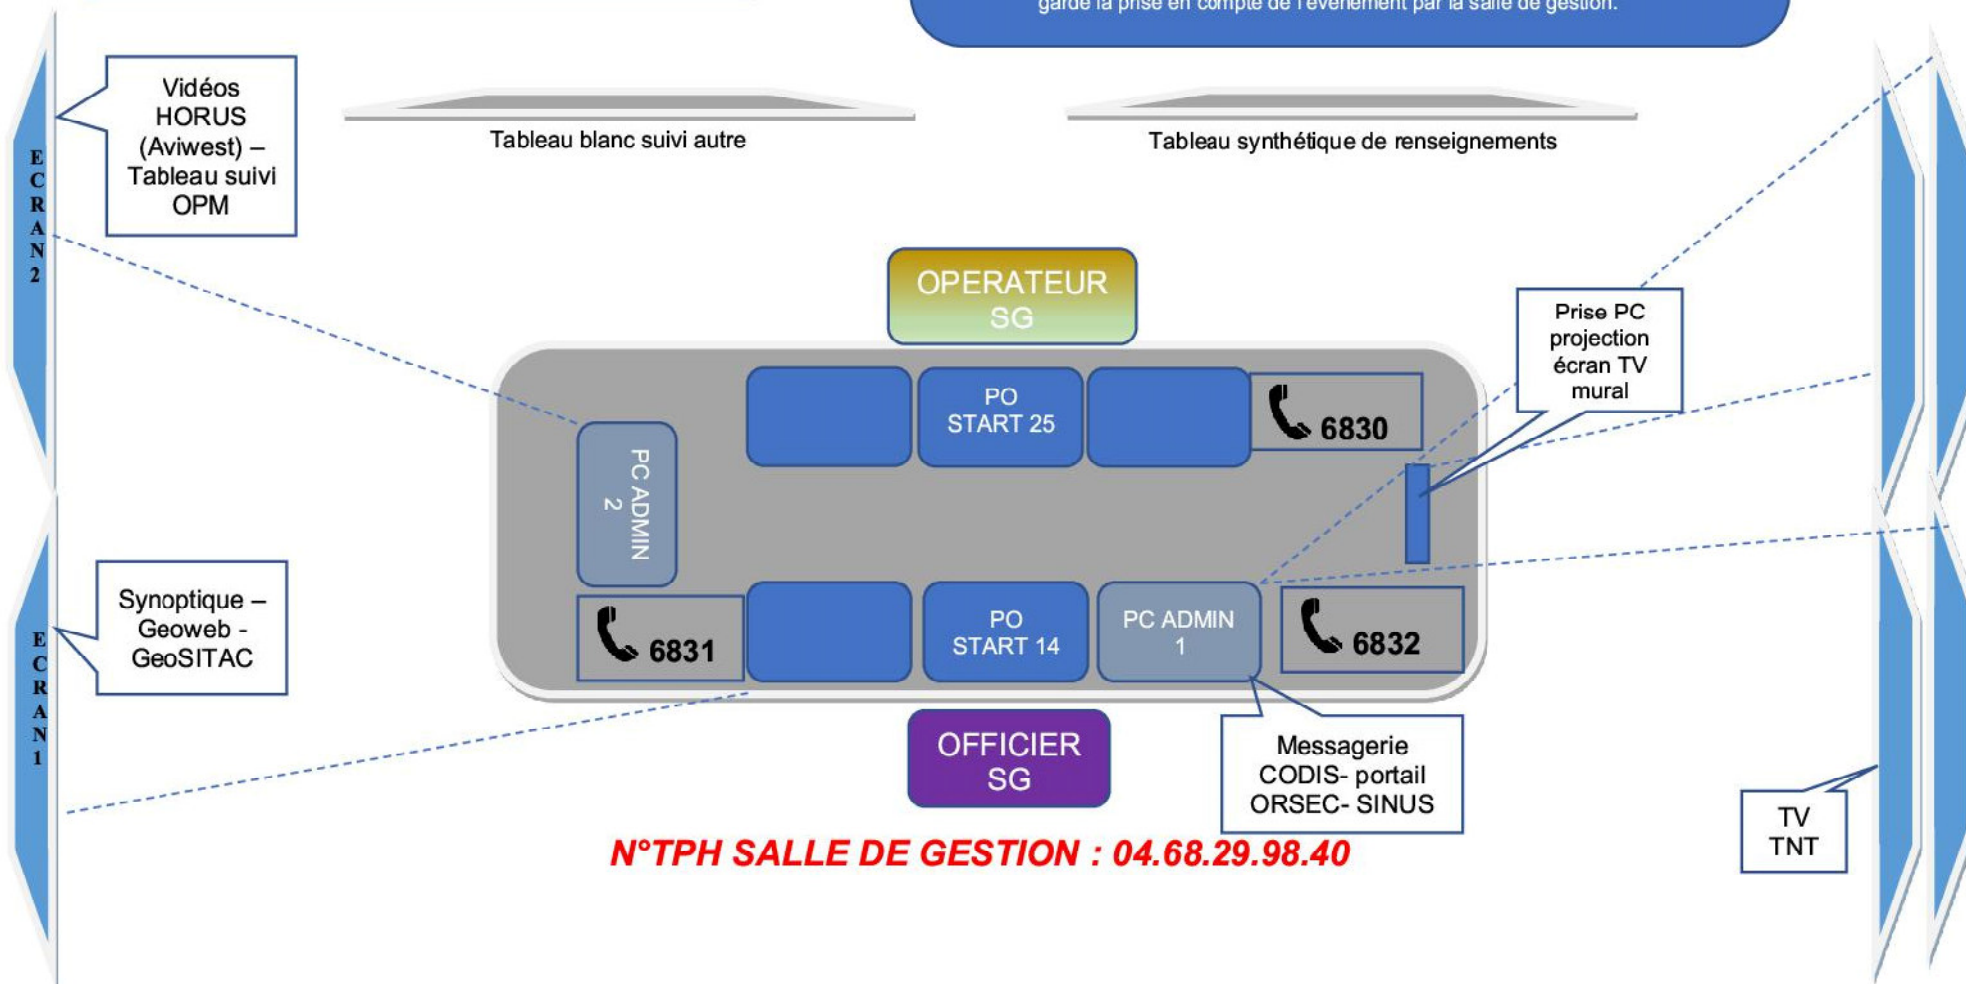 garde la prise en compte de l'évènement par la salle de gestion.
Vidéos
HORUS
(Aviwest) –
Tableau suivi
OPM
Tableau blanc suivi autre
Tableau synthétique de renseignements
ECRAN2
OPERATEUR
SG
Prise PC
projection
écran TV
mural
PO
START 25
6830
PC ADMIN
2
Synoptique –
Geoweb -
GeoSITAC
ECRAN1
6831
PO
START 14
PC ADMIN
1
6832
OFFICIER
SG
Messagerie
CODIS- portail
ORSEC- SINUS
TV
TNT
N°TPH SALLE DE GESTION : 04.68.29.98.40